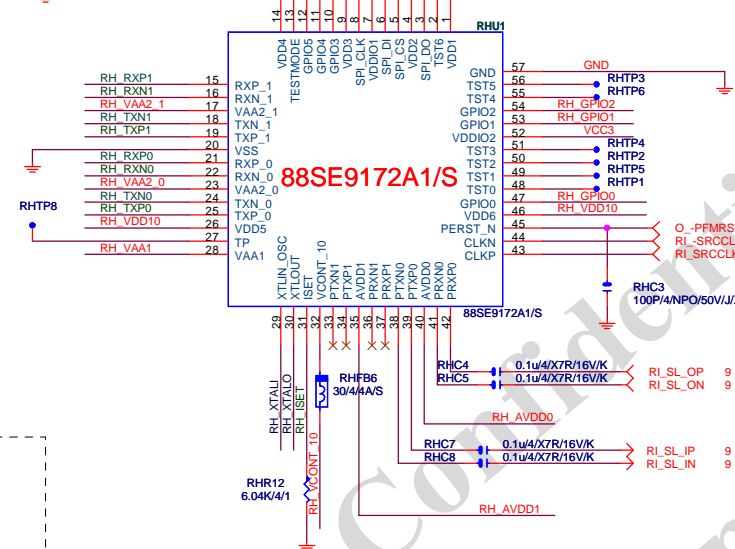 14 13 12 11 10 9 8 7 6 5 4 3 2 1
RHU1
VDD4
TESTMODE
GPIO5
GPIO4
GPIO3
VDD3
SPI_CLK
VDDIO1
SPI_DI
SPI_CS
VDD2
SPI_DO
TST6
VDD1
RH_RXP1 15 RXP_1
RH_RXN1 16 RXN_1
RH_VAA2_1 17 VAA2_1
RH_TXN1 18 TXN_1
RH_TXP1 19 TXP_1
20 VSS
RH_RXP0 21 RXP_0
RH_RXN0 22 RXN_0
RH_VAA2_0 23 VAA2_0
RH_TXN0 24 TXN_0
RH_TXP0 25 TXP_0
RH_VDD10 26 VDD5
RHTP8
27 TP
RH_VAA1 28 VAA1
88SE9172A1/S
GND 57 GND
TST5 56 RHTP3
TST4 55 RHTP6
GPIO2 54 RH_GPIO2
GPIO1 53 RH_GPIO1
VDDIO2 52 VCC3
TST3 51 RHTP4
TST2 50 RHTP2
TST1 49 RHTP5
TST0 48 RHTP1
GPIO0 47 RH_GPIO0
VDD6 46 RH_VDD10
PERST_N 45
CLKN 44 RI_-SRCCL
CLKP 43
XTLIN_OSC
XTLOUT
ISET
VCONT_10
PTXN1
PTXP1
AVDD1
PRXN1
PRXP1
PTXN0
PTXP0
AVDD0
PRXN0
PRXP0
29 30 31 32 33 34 35 36 37 38 39 40 41 42
88SE9172A1/S
RHC3
100P/4/NPO/50V/J/
RH_XTALI
RH_XTALO
RH_ISET
RH_VCONT_10
RHFB6
30/4/4A/S
RHR12
6.04K/4/1
RHC4 0.1u/4/X7R/16V/K RI_SL_OP 9
RHC5 0.1u/4/X7R/16V/K RI_SL_ON 9
RH_AVDD0
RHC7 0.1u/4/X7R/16V/K RI_SL_IP 9
RHC8 0.1u/4/X7R/16V/K RI_SL_IN 9
RH_AVDD1
Confidenti